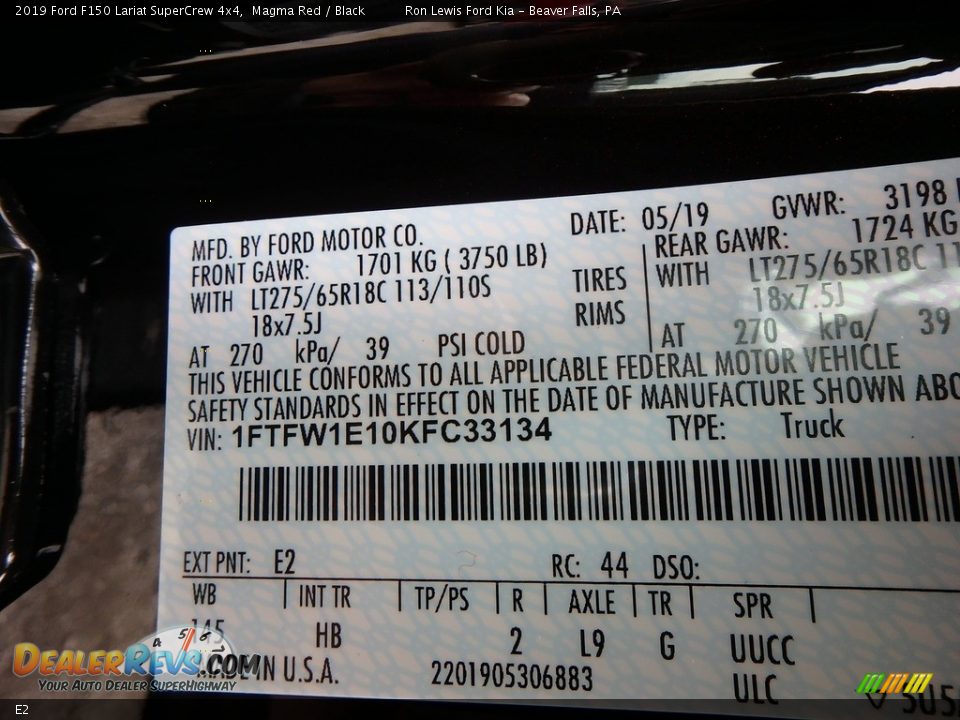 2019 Ford F150 Lariat SuperCrew 4x4, Magma Red / Black Ron Lewis Ford Kia – Beaver Falls, PA
MFD. BY FORD MOTOR CO. DATE: 05/19 GVWR: 3198
FRONT GAWR: 1701 KG ( 3750 LB) REAR GAWR: 1724 KG
WITH LT275/65R18C 113/110S TIRES WITH LT275/65R18C 11
18x7.5J RIMS 18x7.5J
AT 270 kPa/ 39 PSI COLD AT 270 kPa/ 39
THIS VEHICLE CONFORMS TO ALL APPLICABLE FEDERAL MOTOR VEHICLE
SAFETY STANDARDS IN EFFECT ON THE DATE OF MANUFACTURE SHOWN ABO
VIN: 1FTFW1E10KFC33134 TYPE: Truck
EXT PNT: E2 RC: 44 DSO:
WB INT TR TP/PS R AXLE TR SPR
145 HB 2 L9 G UUCC
MADE IN U.S.A. 2201905306883 ULC
DEALERREVS.COM
YOUR AUTO DEALER SUPERHIGHWAY
E2